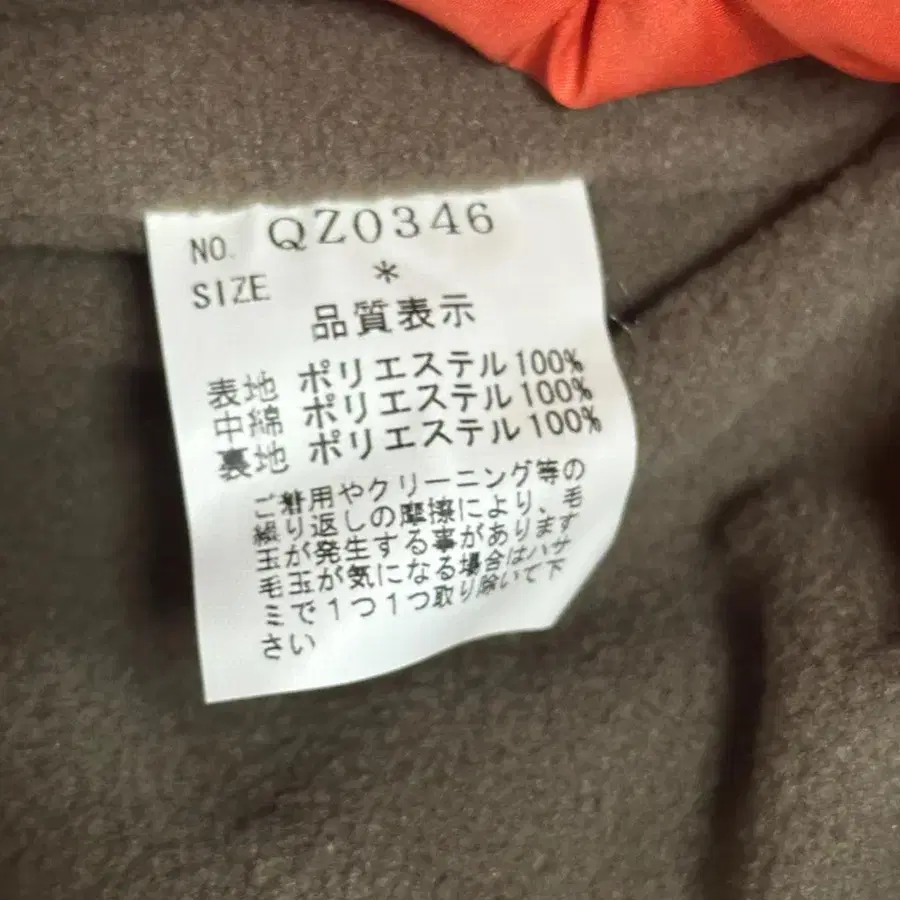 NO. QZ0346
SIZE *
品質表示
表地 ポリエステル100%
中綿 ポリエステル100%
裏地 ポリエステル100%
ご着用やクリーニング等の
繰り返しの摩擦により、毛
玉が発生する事があります
毛玉が気になる場合はハサ
ミで1つ1つ取り除いて下
さい